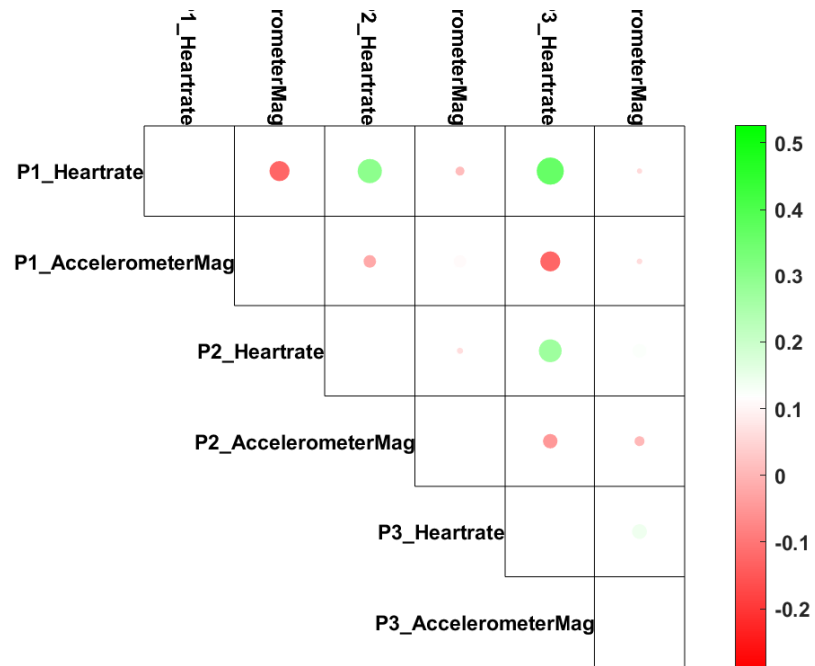 '1_Heartrate
rometerMag
'2_Heartrate
rometerMag
'3_Heartrate
rometerMag
P1_Heartrate
P1_AccelerometerMag
P2_Heartrate
P2_AccelerometerMag
P3_Heartrate
P3_AccelerometerMag
0.5
0.4
0.3
0.2
0.1
0
-0.1
-0.2